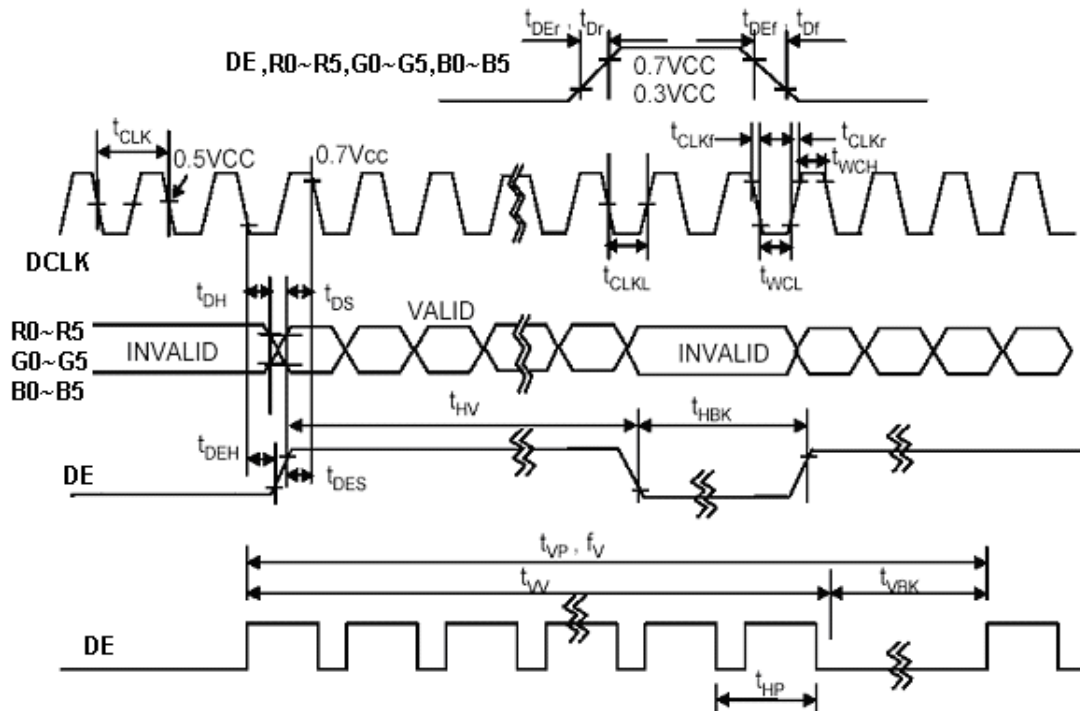 tDEr , tDr
tDEf , tDf
DE ,R0~R5,G0~G5,B0~B5
0.7VCC
0.3VCC
tCLK
0.5VCC
0.7Vcc
tCLKf
tCLKr
tWCH
DCLK
tCLKL
tWCL
tDH
tDS
VALID
R0~R5
G0~G5
B0~B5
INVALID
INVALID
tHV
tHBK
tDEH
DE
tDES
tVP , fV
tVV
tVBK
DE
tHP